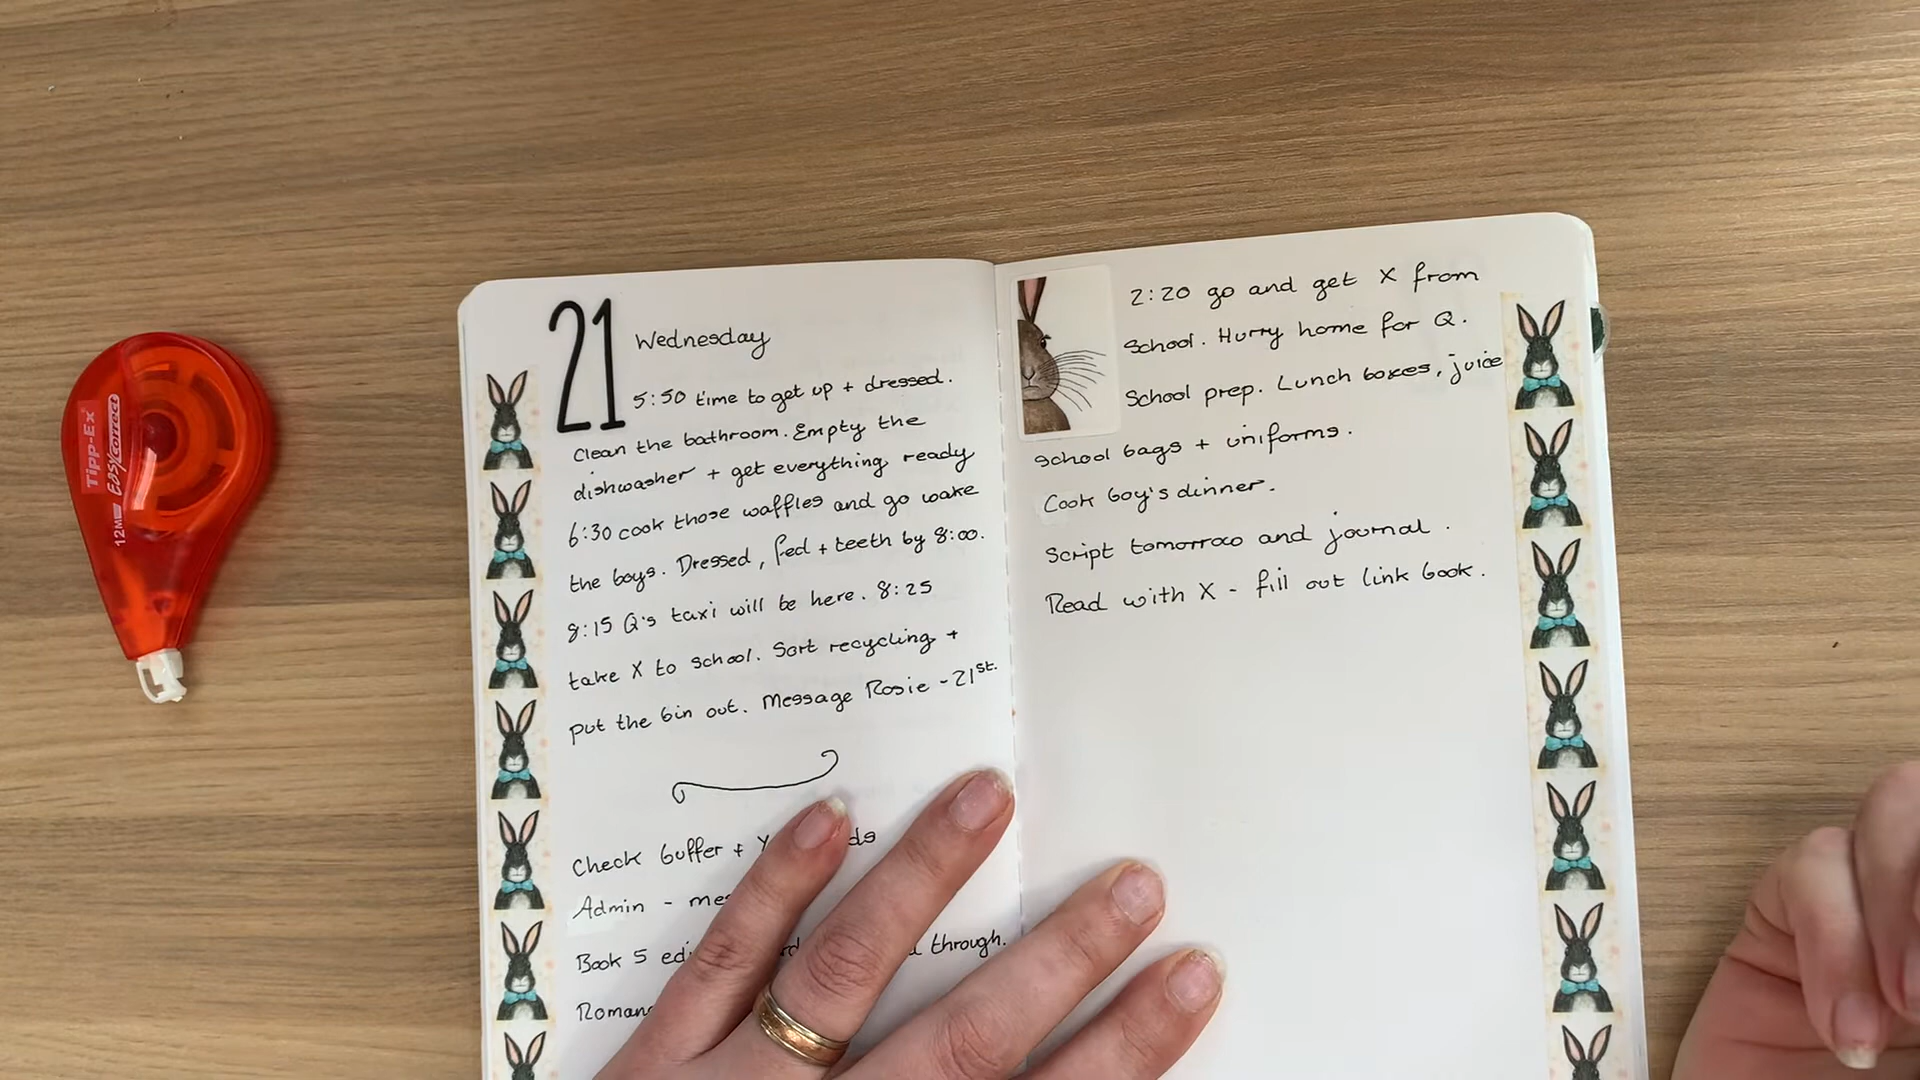 Tipp-Ex
Easy correct
12M
21
Wednesday
5:50 time to get up + dressed.
Clean the bathroom. Empty the
dishwasher + get everything ready
6:30 cook those waffles and go wake
the boys. Dressed, fed + teeth by 8:00.
8:15 Q's taxi will be here. 8:25
take X to school. Sort recycling +
put the bin out. Message Rosie - 21st.
Check buffer +
Admin -
Book 5 through.
2:20 go and get X from
School. Hurry home for Q.
School prep. Lunch boxes, juice
School bags + uniforms.
Cook boy's dinner.
Script tomorrow and journal.
Read with X - fill out link book.